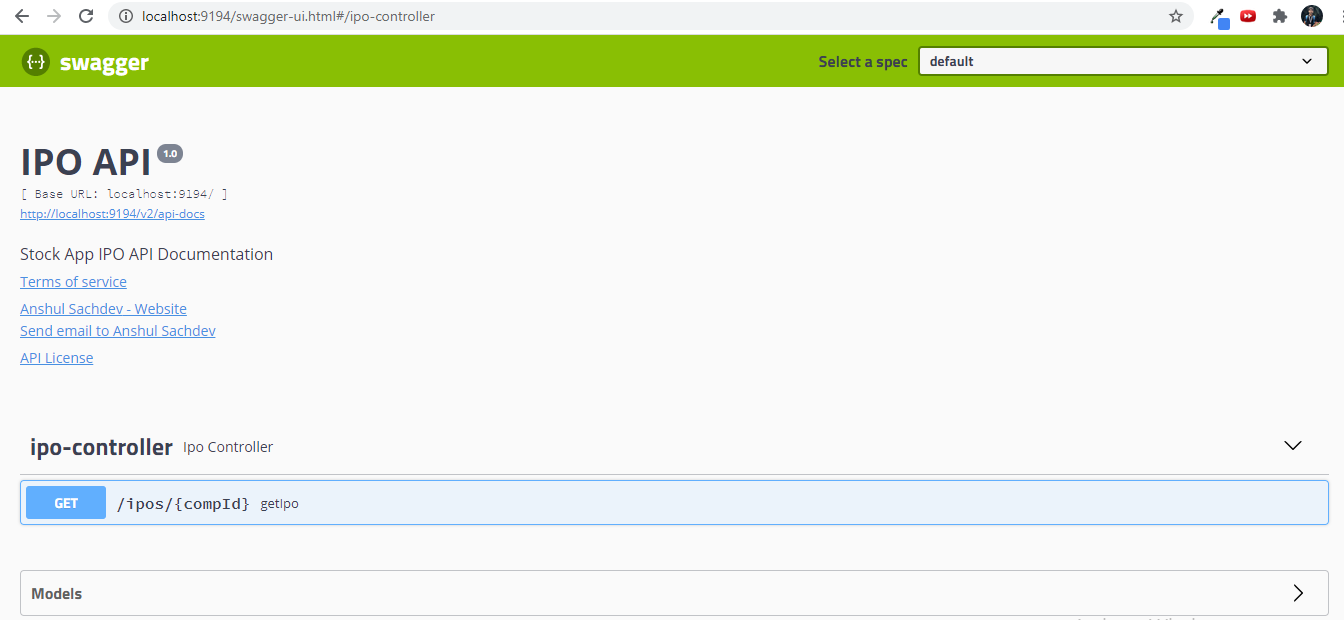 localhost:9194/swagger-ui.html#/ipo-controller
{··} swagger
Select a spec
default
IPO API 1.0
[ Base URL: localhost:9194/ ]
http://localhost:9194/v2/api-docs
Stock App IPO API Documentation
Terms of service
Anshul Sachdev - Website
Send email to Anshul Sachdev
API License
ipo-controller Ipo Controller
GET /ipos/{compId} getIpo
Models